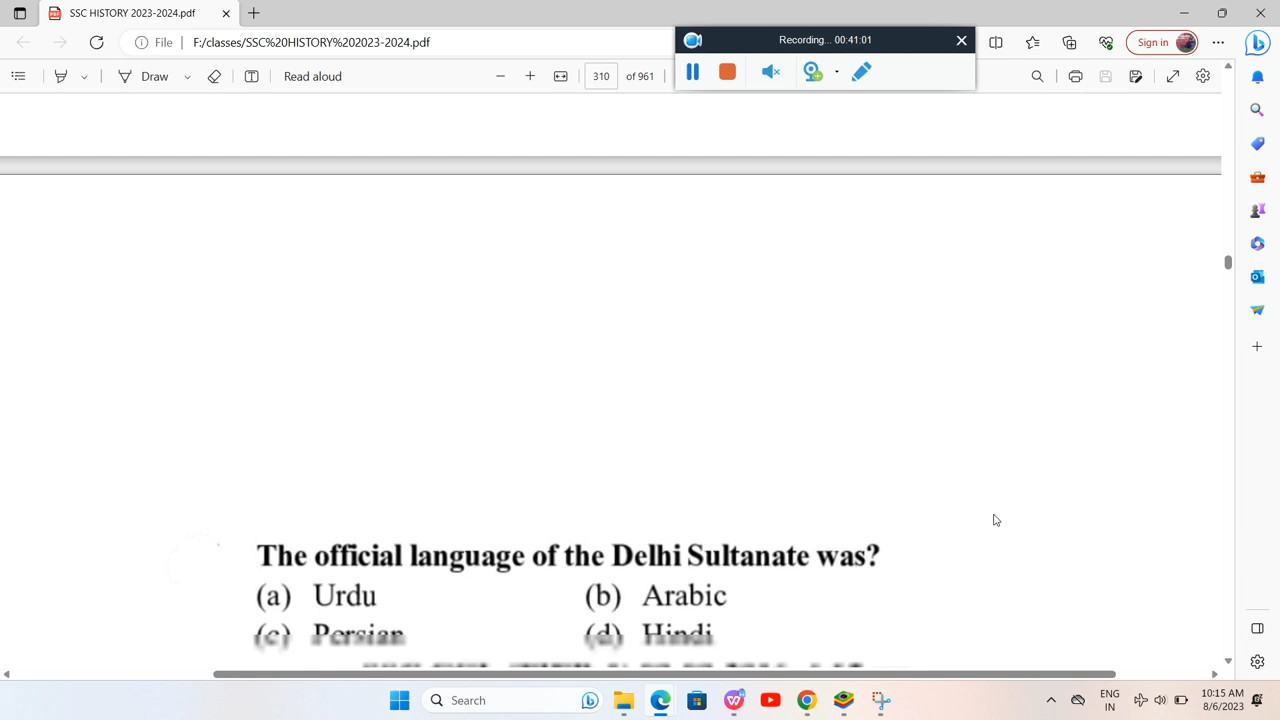 SSC HISTORY 2023-2024.pdf
Recording... 00:41:01
File F:/classes/SSC%20HISTORY%202023-2024.pdf
Sign in
Draw
Read aloud
310 of 961
The official language of the Delhi Sultanate was?
(a) Urdu (b) Arabic
(c) Persian (d) Hindi
Search
ENG
IN
10:15 AM
8/6/2023